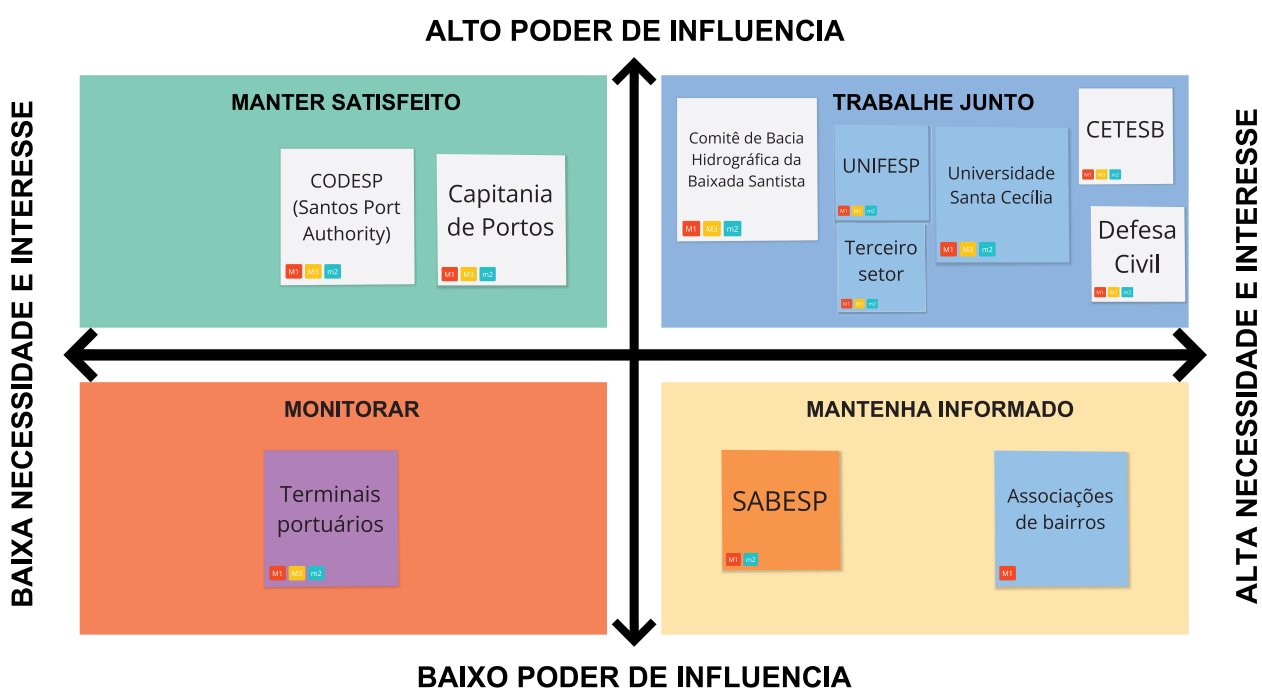 ALTO PODER DE INFLUENCIA
BAIXA NECESSIDADE E INTERESSE
MANTER SATISFEITO
CODESP
(Santos Port
Authority)
M1 M3 m2
Capitania
de Portos
M1 M3 m2
TRABALHE JUNTO
Comitê de Bacia
Hidrográfica da
Baixada Santista
M1 M3 m2
UNIFESP
M1 M3 m2
Terceiro
setor
M1 M3 m2
Universidade
Santa Cecília
M1 M3 m2
CETESB
M1 M3 m2
Defesa
Civil
M1 M3 m2
ALTA NECESSIDADE E INTERESSE
MONITORAR
Terminais
portuários
M1 M3 m2
MANTENHA INFORMADO
SABESP
M1 m2
Associações
de bairros
M1
BAIXO PODER DE INFLUENCIA